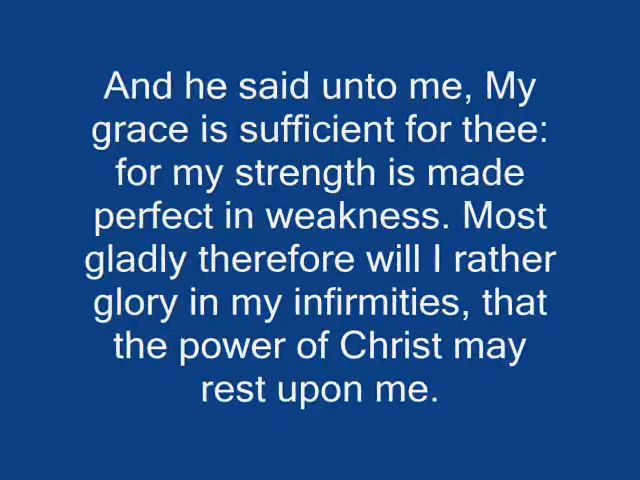 And he said unto me, My
grace is sufficient for thee:
for my strength is made
perfect in weakness. Most
gladly therefore will I rather
glory in my infirmities, that
the power of Christ may
rest upon me.